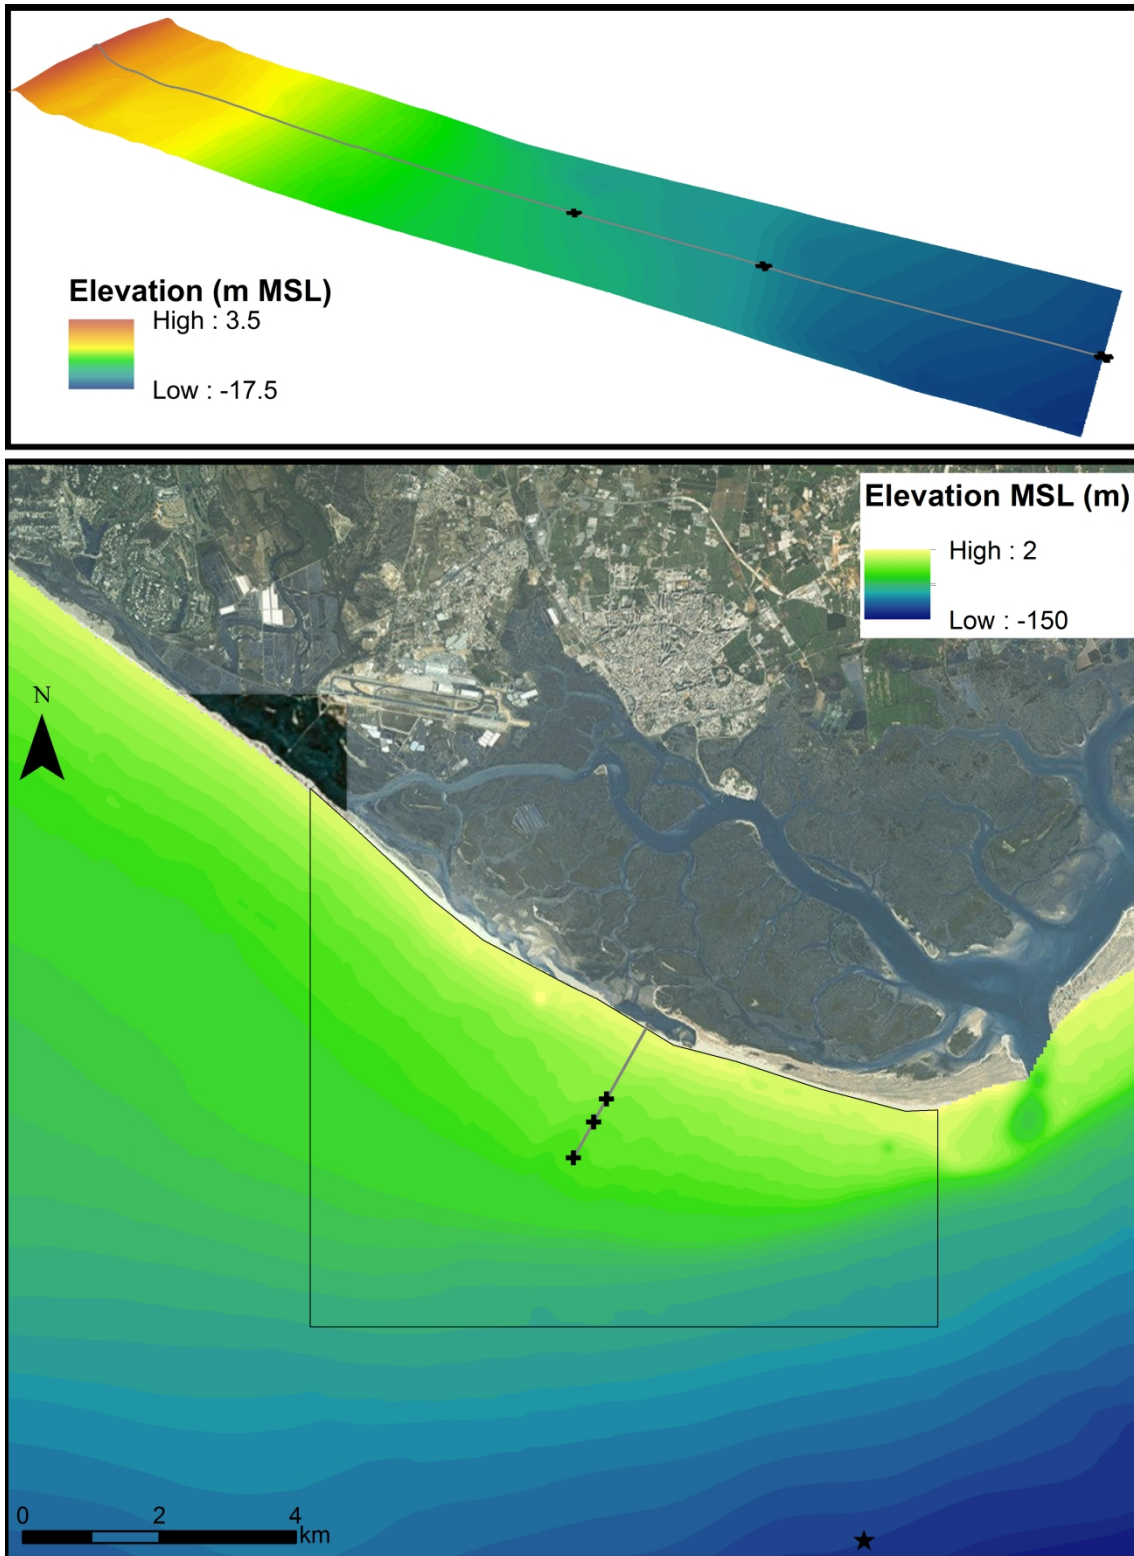 Elevation (m MSL)
High : 3.5
Low : -17.5
Elevation MSL (m)
High : 2
Low : -150
N
0 2 4
km